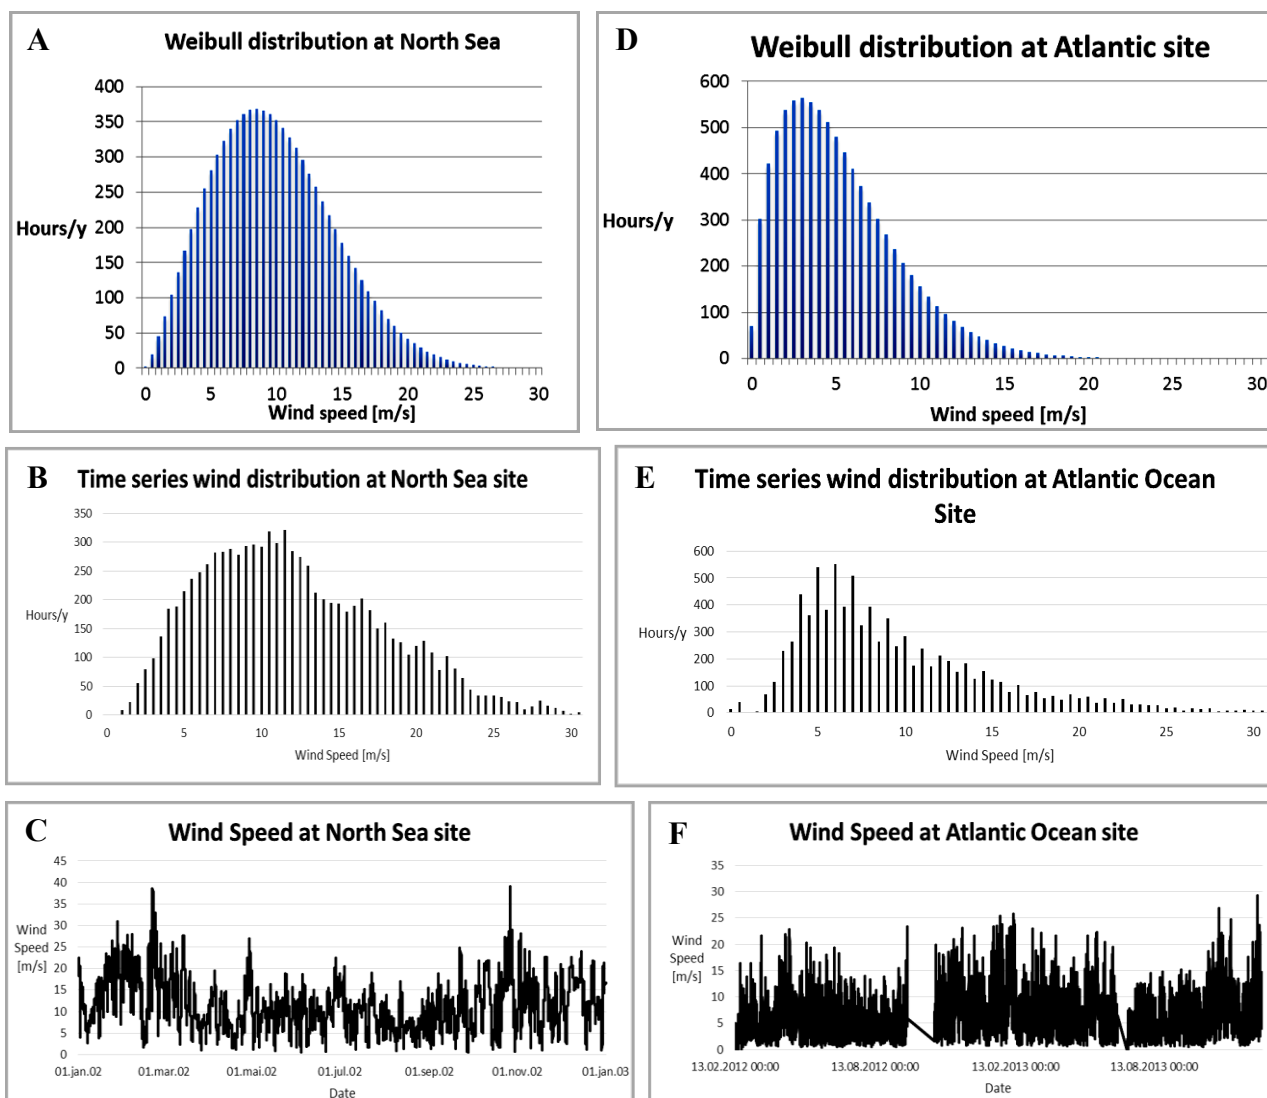 A
Weibull distribution at North Sea
400
350
300
250
200
150
100
50
0
Hours/y
0 5 10 15 20 25 30
Wind speed [m/s]
D
Weibull distribution at Atlantic site
600
500
400
300
200
100
0
Hours/y
0 5 10 15 20 25 30
Wind speed [m/s]
B
Time series wind distribution at North Sea site
350
300
250
200
150
100
50
0
Hours/y
0 5 10 15 20 25 30
Wind Speed [m/s]
E
Time series wind distribution at Atlantic Ocean
Site
600
500
400
300
200
100
0
Hours/y
0 5 10 15 20 25 30
Wind Speed [m/s]
C
Wind Speed at North Sea site
45
40
35
30
25
20
15
10
5
0
Wind
Speed
[m/s]
01.jan.02 01.mar.02 01.mai.02 01.jul.02 01.sep.02 01.nov.02 01.jan.03
Date
F
Wind Speed at Atlantic Ocean site
35
30
25
20
15
10
5
0
Wind
Speed
[m/s]
13.02.2012 00:00 13.08.2012 00:00 13.02.2013 00:00 13.08.2013 00:00
Date